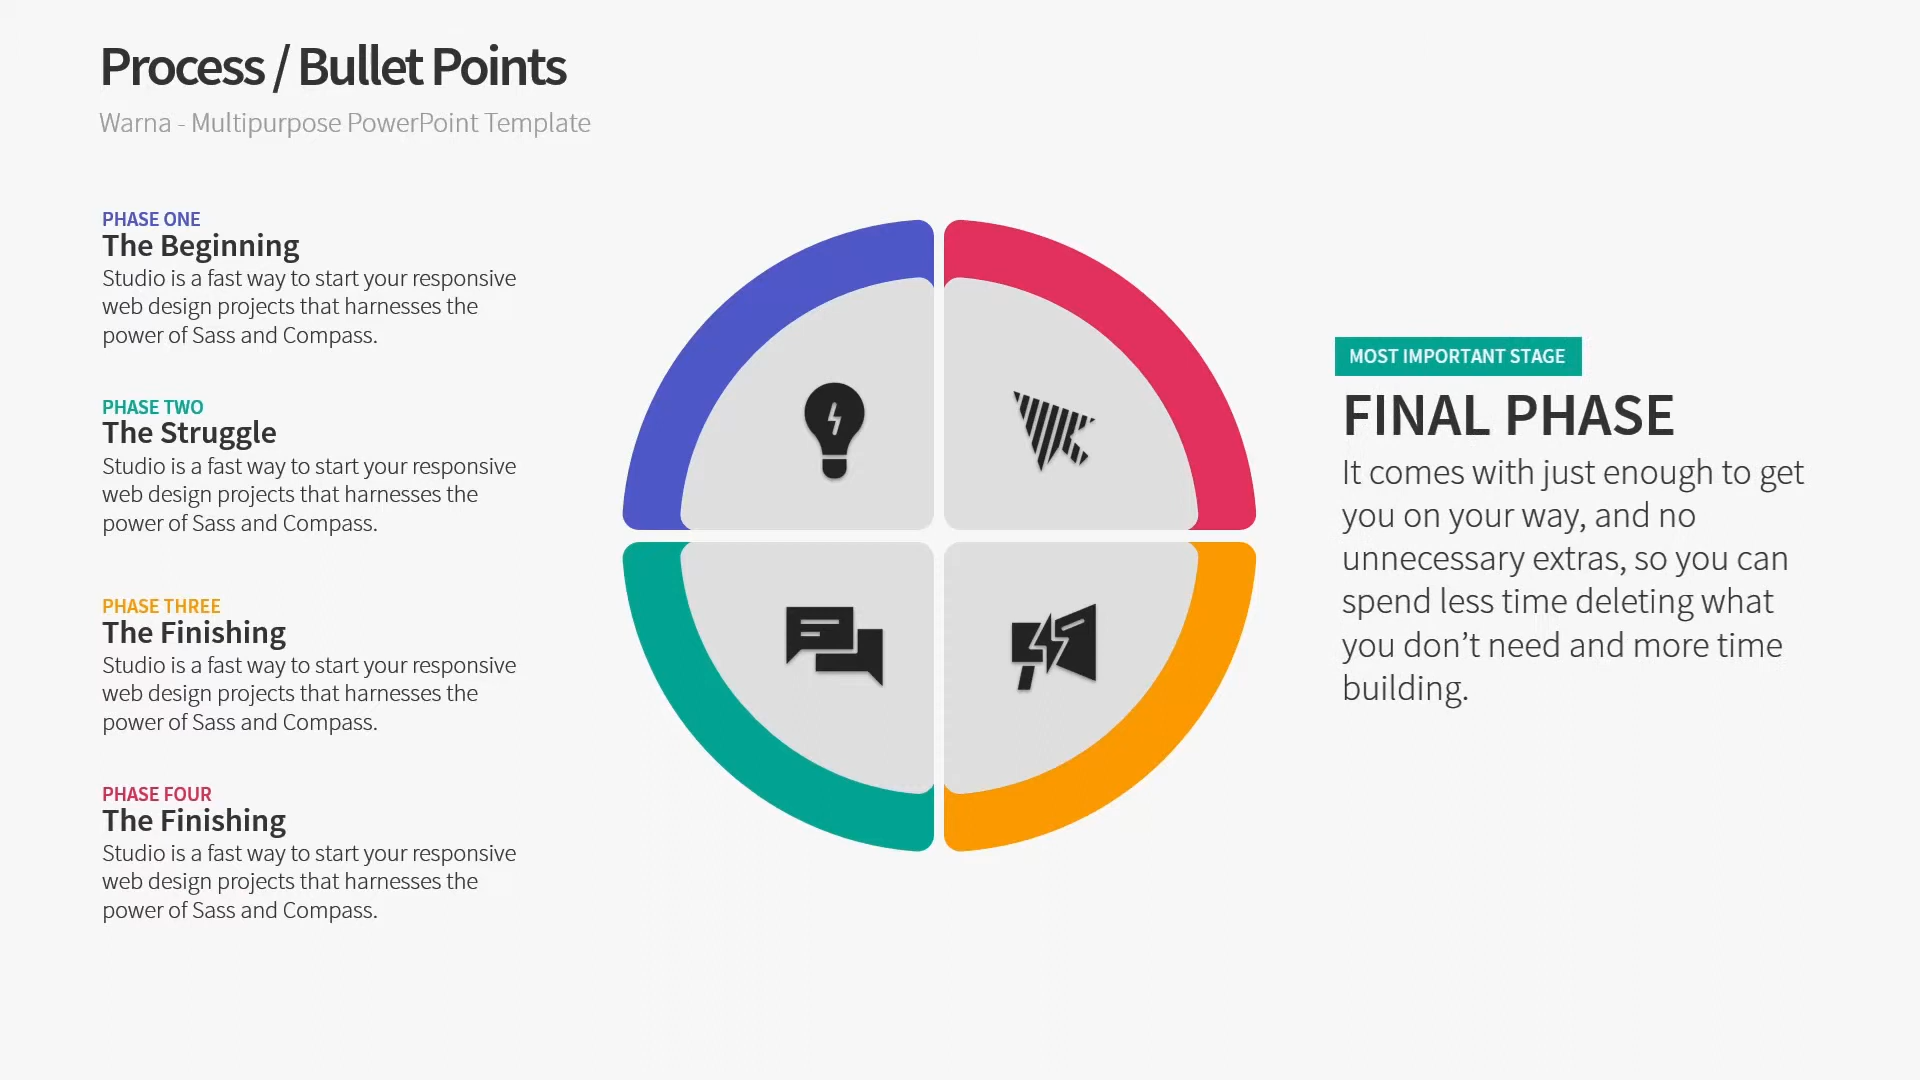 Process / Bullet Points
Warna - Multipurpose PowerPoint Template
PHASE ONE
The Beginning
Studio is a fast way to start your responsive
web design projects that harnesses the
power of Sass and Compass.
PHASE TWO
The Struggle
Studio is a fast way to start your responsive
web design projects that harnesses the
power of Sass and Compass.
PHASE THREE
The Finishing
Studio is a fast way to start your responsive
web design projects that harnesses the
power of Sass and Compass.
PHASE FOUR
The Finishing
Studio is a fast way to start your responsive
web design projects that harnesses the
power of Sass and Compass.
MOST IMPORTANT STAGE
FINAL PHASE
It comes with just enough to get
you on your way, and no
unnecessary extras, so you can
spend less time deleting what
you don’t need and more time
building.